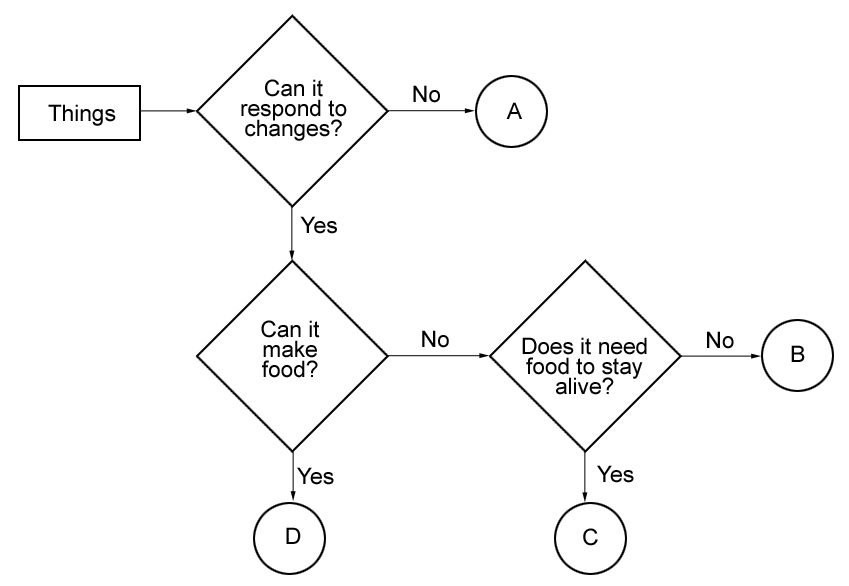 Things
Can it
respond to
changes?
No
A
Yes
Can it
make
food?
No
Does it need
food to stay
alive?
No
B
Yes
D
Yes
C